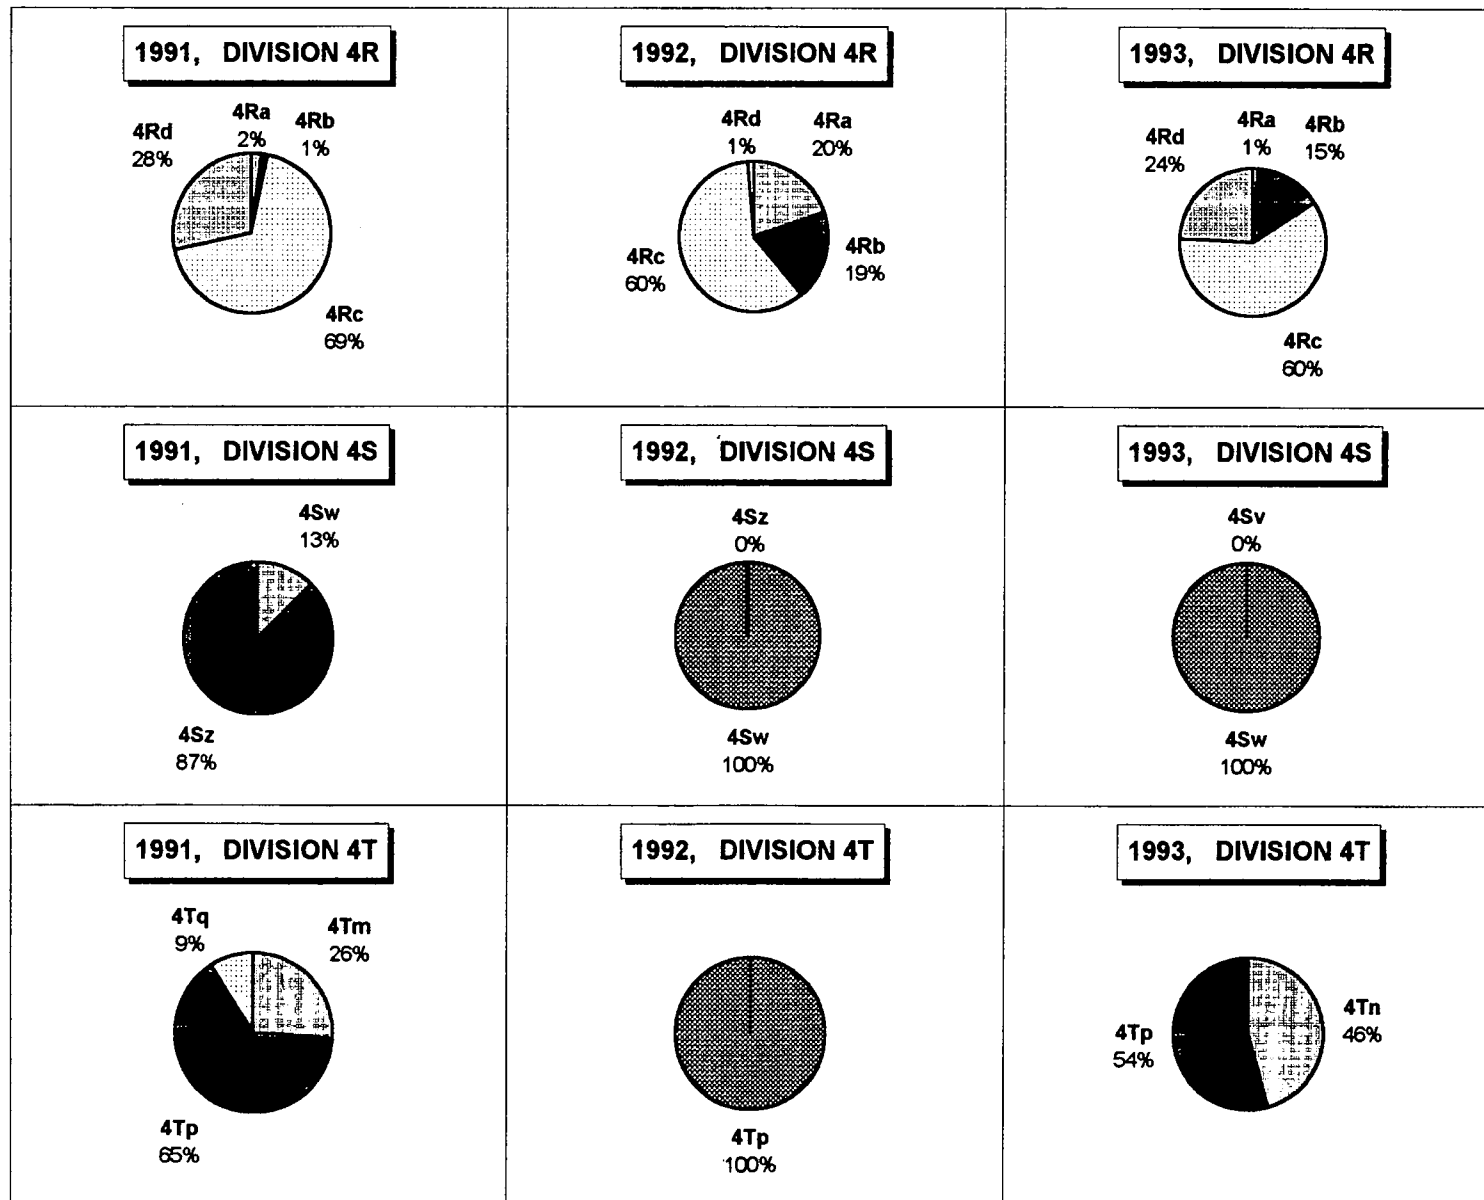 1991, DIVISION 4R
4Ra
2%
4Rb
1%
4Rd
28%
4Rc
69%
1992, DIVISION 4R
4Rd
1%
4Ra
20%
4Rb
19%
4Rc
60%
1993, DIVISION 4R
4Ra
1%
4Rb
15%
4Rd
24%
4Rc
60%
1991, DIVISION 4S
4Sw
13%
4Sz
87%
1992, DIVISION 4S
4Sz
0%
4Sw
100%
1993, DIVISION 4S
4Sv
0%
4Sw
100%
1991, DIVISION 4T
4Tq
9%
4Tm
26%
4Tp
65%
1992, DIVISION 4T
4Tp
100%
1993, DIVISION 4T
4Tn
46%
4Tp
54%